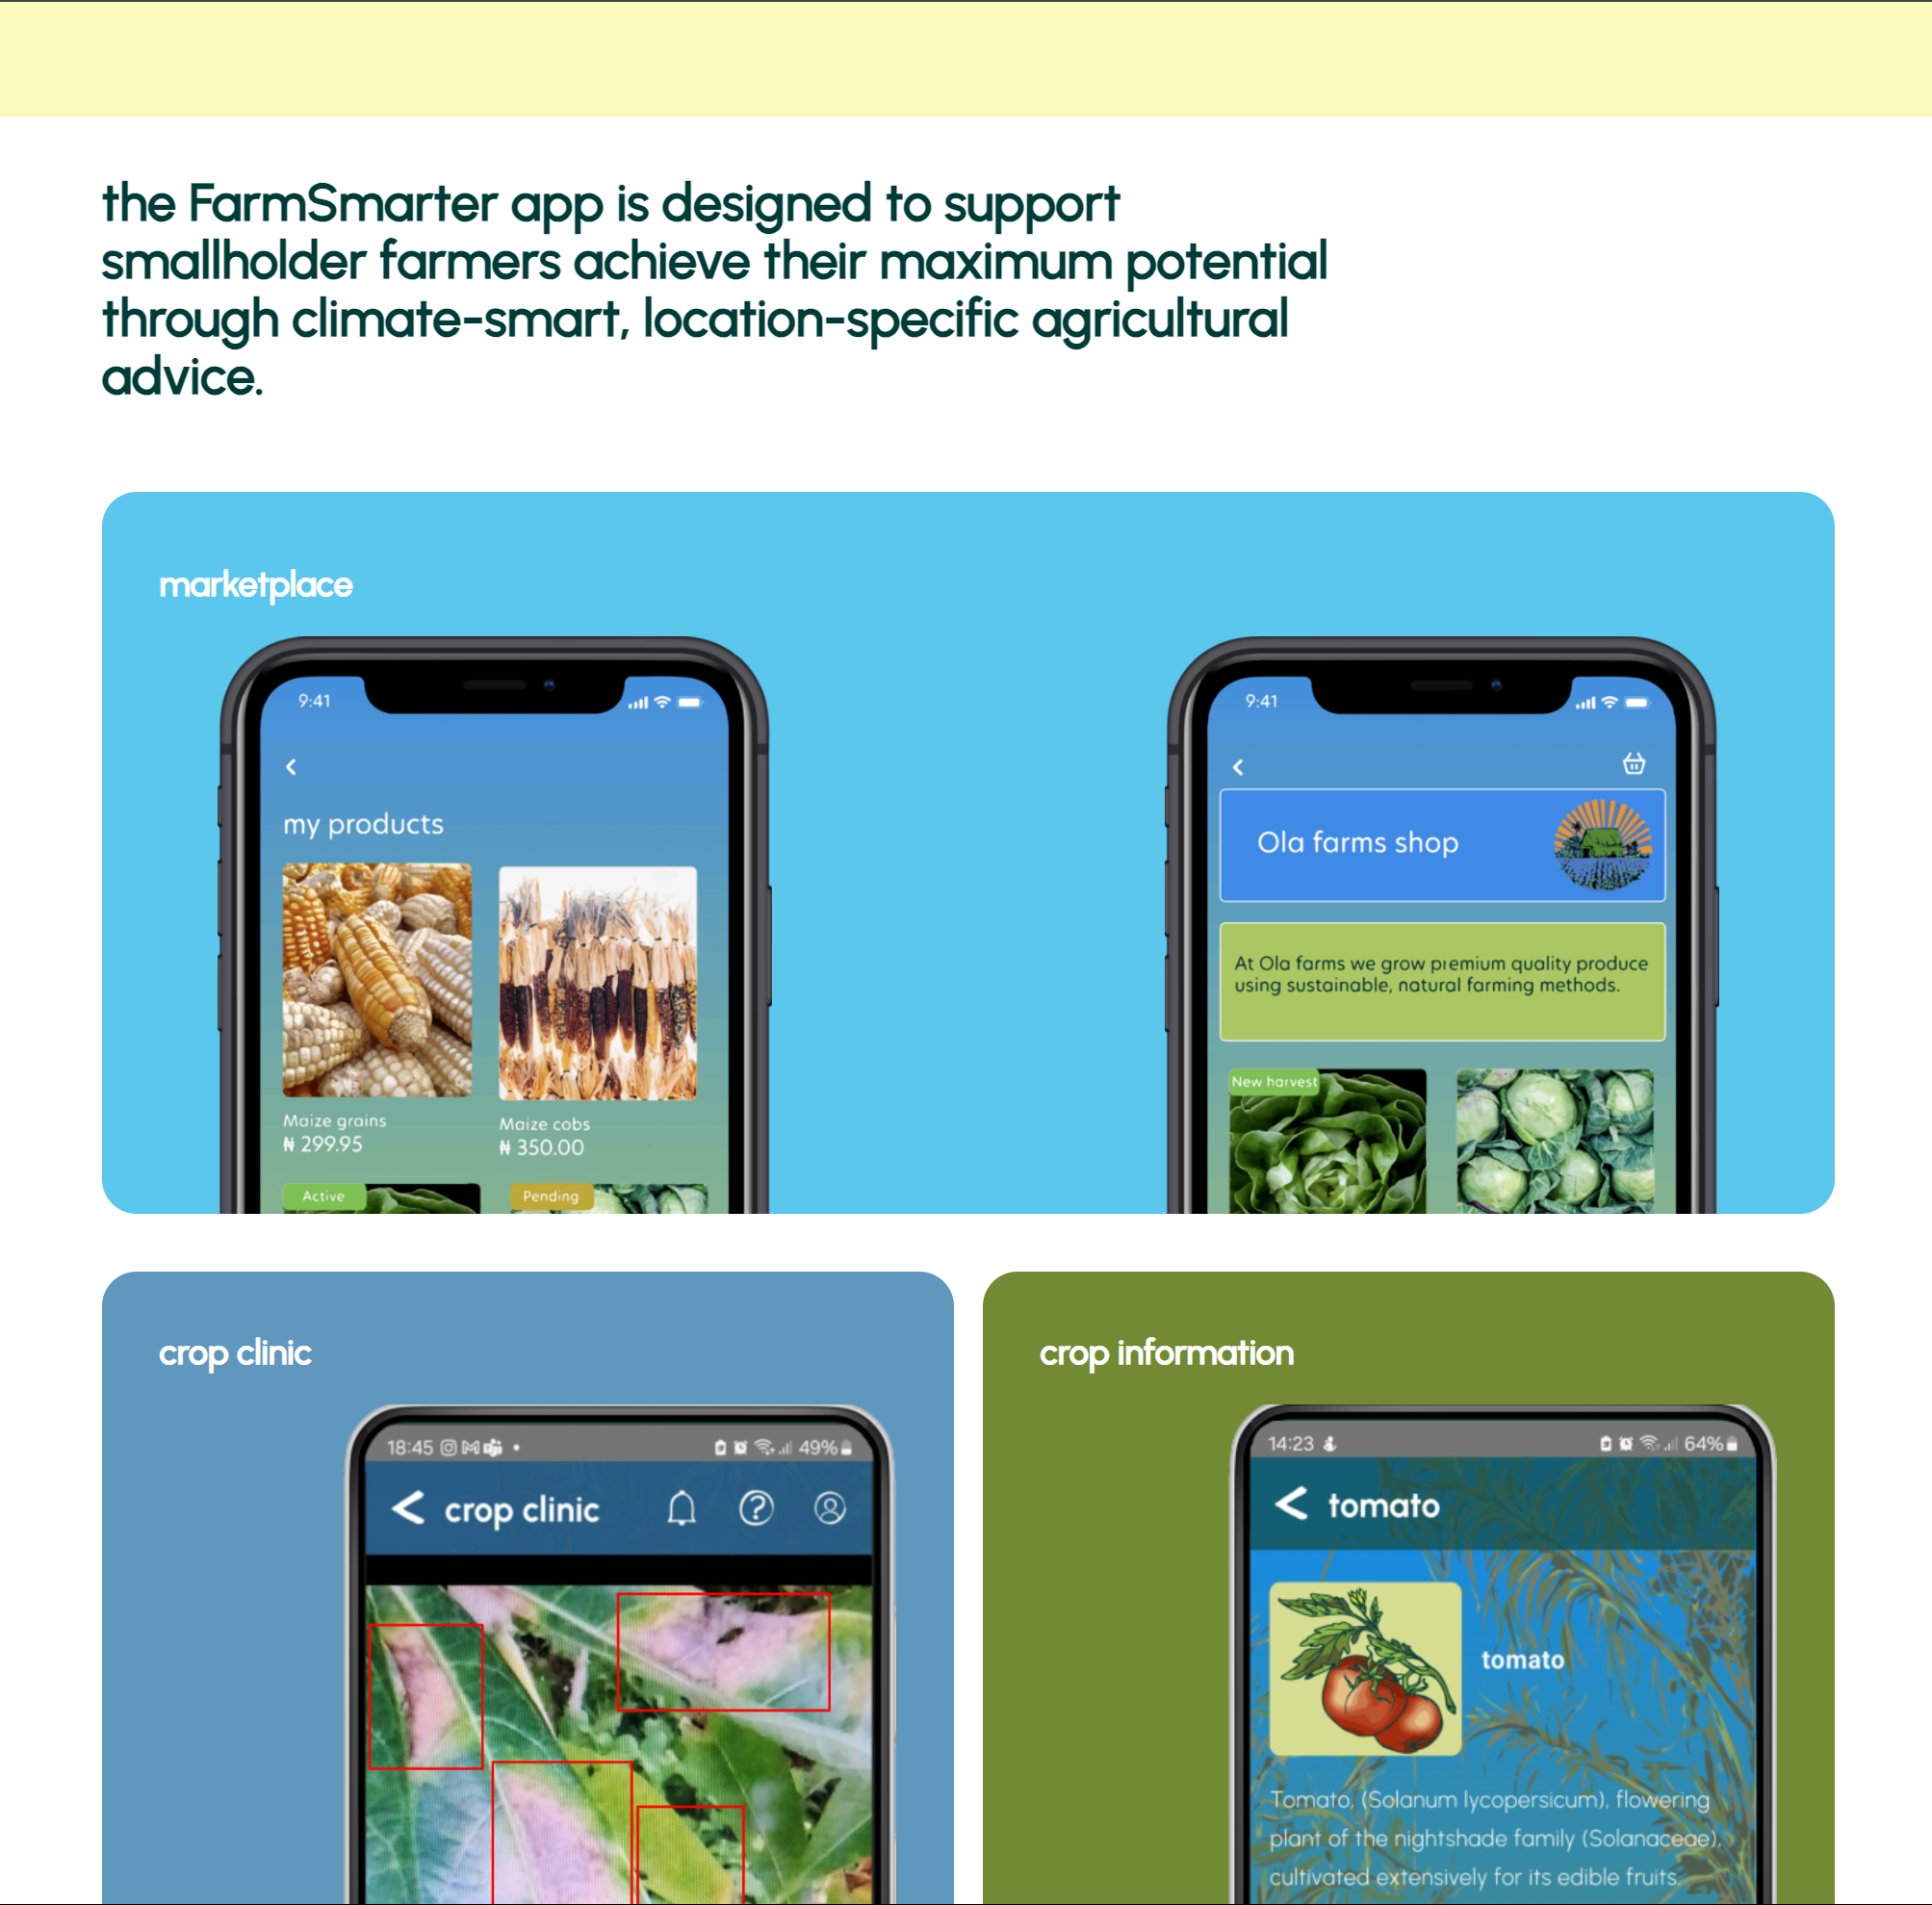 the FarmSmarter app is designed to support
smallholder farmers achieve their maximum potential
through climate-smart, location-specific agricultural
advice.
marketplace
9:41
my products
Maize grains
₦ 299.95
Maize cobs
₦ 350.00
Active
Pending
9:41
Ola farms shop
At Ola farms we grow premium quality produce
using sustainable, natural farming methods.
New harvest
crop clinic
18:45
49%
crop clinic
crop information
14:23
64%
tomato
tomato
Tomato, (Solanum lycopersicum), flowering
plant of the nightshade family (Solanaceae),
cultivated extensively for its edible fruits.